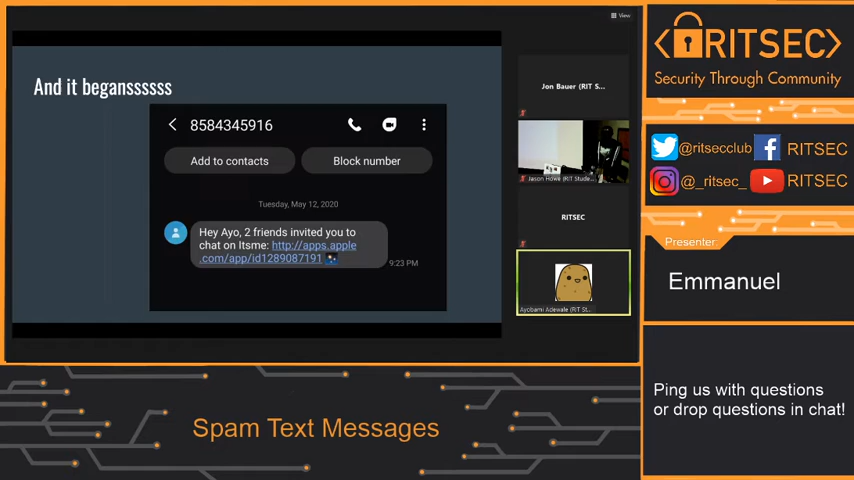 View
And it beganssssss
8584345916
Add to contacts
Block number
Tuesday, May 12, 2020
Hey Ayo, 2 friends invited you to
chat on Itsme: http://apps.apple
.com/app/id1289087191
9:23 PM
Jon Bauer (RIT S...
Jason Howe (RIT Stude...
RITSEC
Ayobami Adewale (RIT St...
<RITSEC>
Security Through Community
@ritsecclub
RITSEC
@_ritsec_
RITSEC
Presenter:
Emmanuel
Ping us with questions
or drop questions in chat!
Spam Text Messages